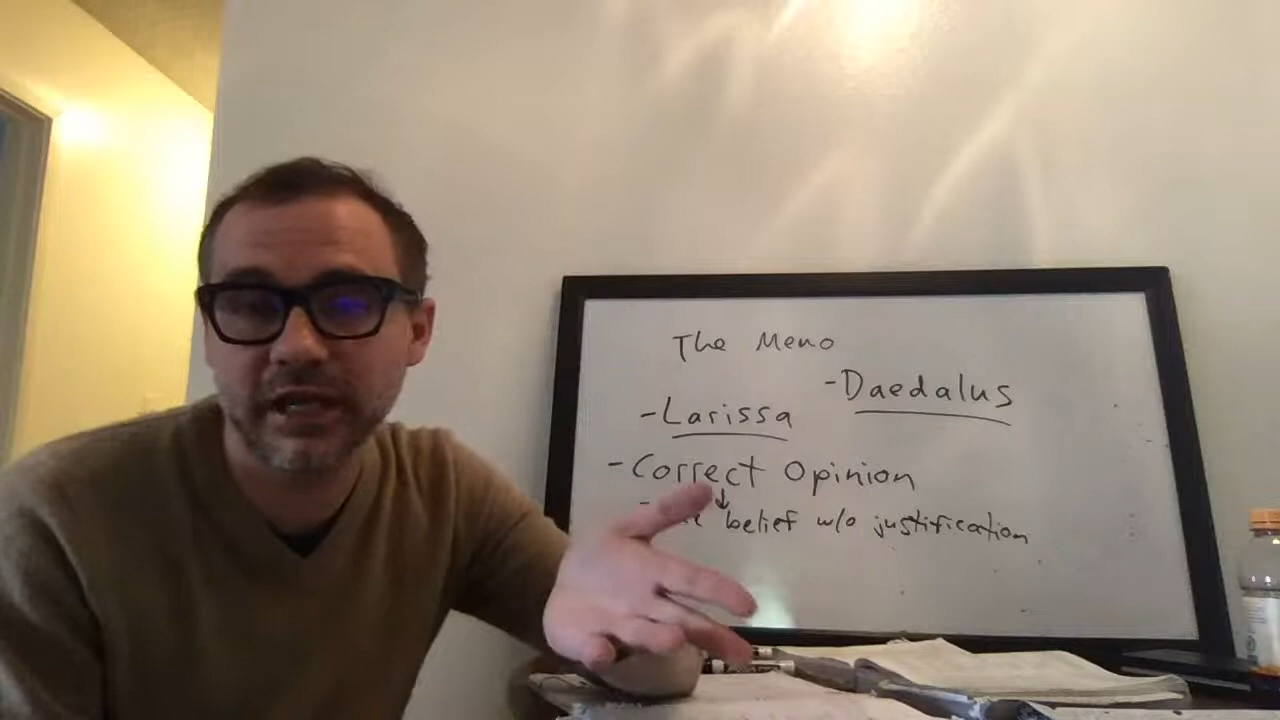 The Meno
-Daedalus
-Larissa
-Correct Opinion
- belief w/o justification